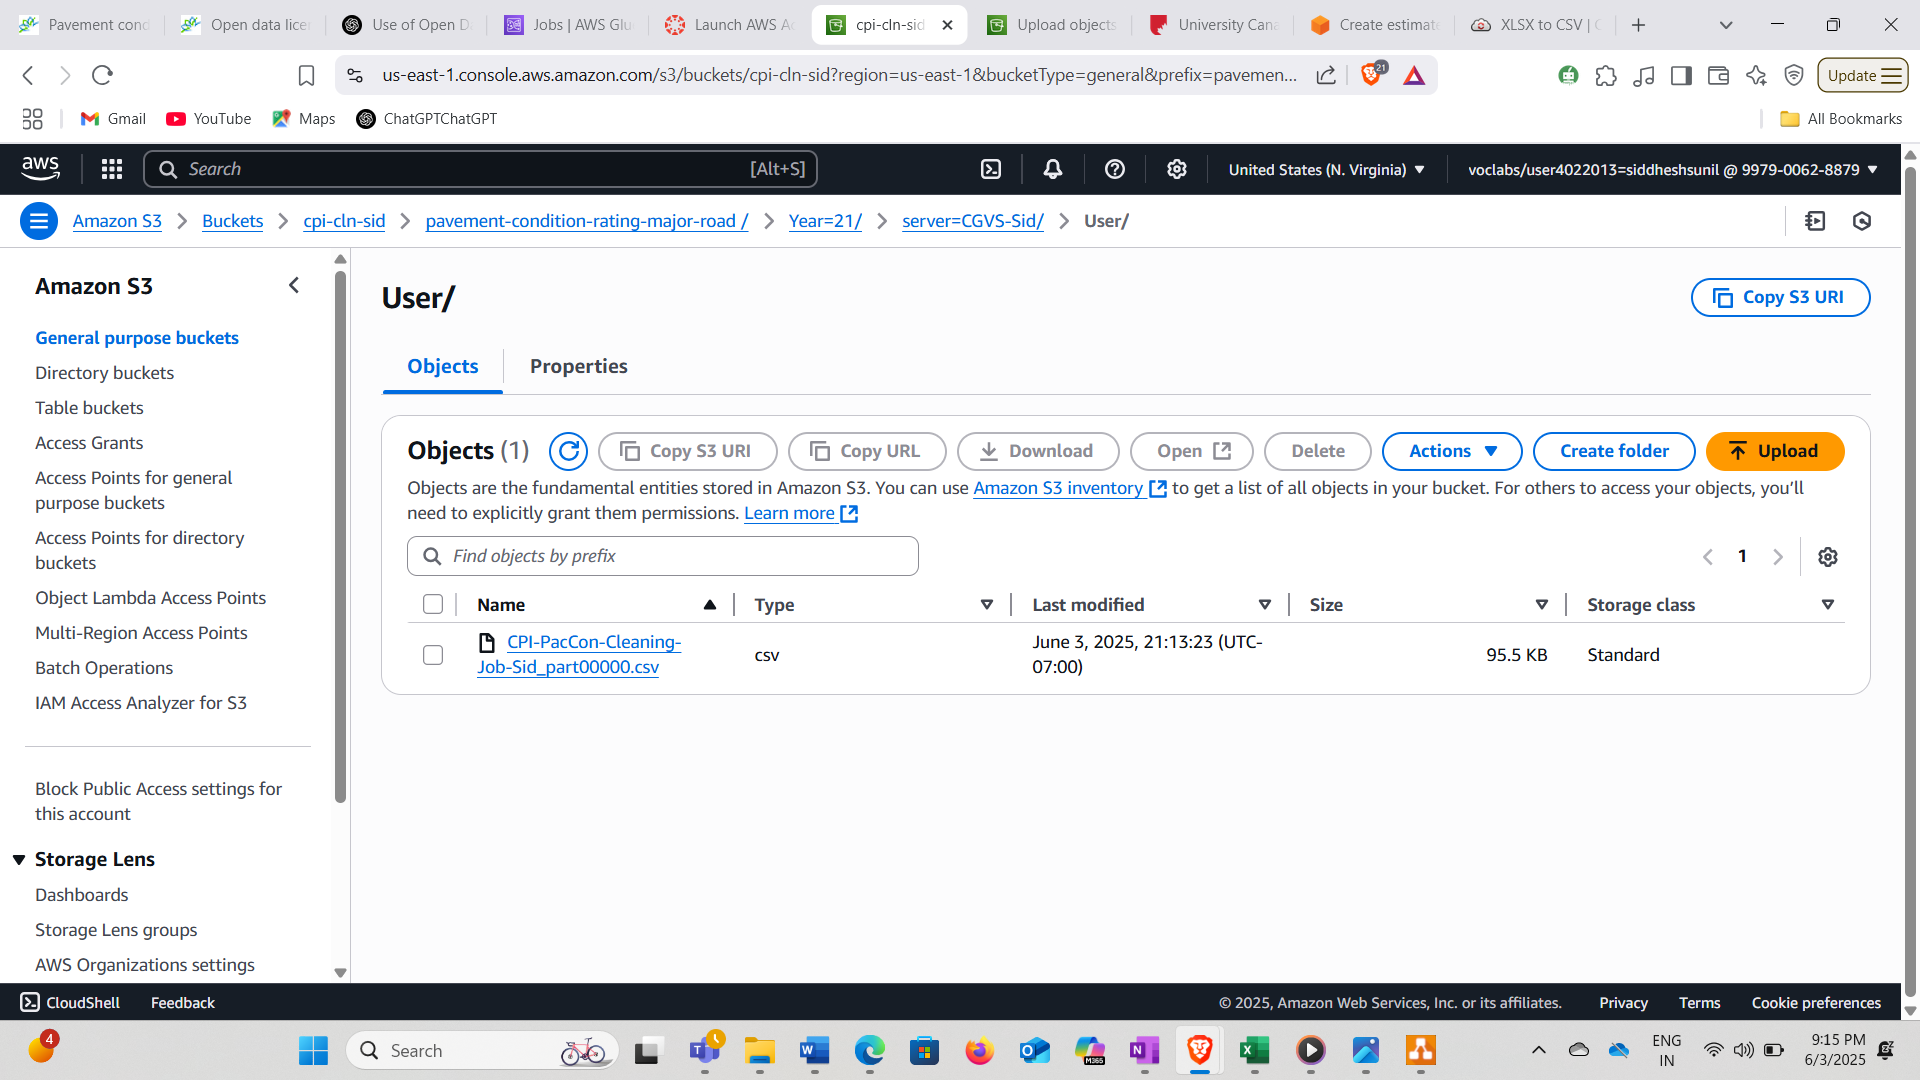 Pavement cond
Open data lice
Use of Open D
Jobs | AWS Glu
Launch AWS Ac
cpi-cln-sid
Upload objects
University Cana
Create estimate
XLSX to CSV | C
us-east-1.console.aws.amazon.com/s3/buckets/cpi-cln-sid?region=us-east-1&bucketType=general&prefix=pavemen...
21
Update
Gmail
YouTube
Maps
ChatGPTChatGPT
All Bookmarks
aws
Search
[Alt+S]
United States (N. Virginia)
voclabs/user4022013=siddheshsunil @ 9979-0062-8879
Amazon S3
Buckets
cpi-cln-sid
pavement-condition-rating-major-road /
Year=21/
server=CGVS-Sid/
User/
Amazon S3
General purpose buckets
Directory buckets
Table buckets
Access Grants
Access Points for general
purpose buckets
Access Points for directory
buckets
Object Lambda Access Points
Multi-Region Access Points
Batch Operations
IAM Access Analyzer for S3
Block Public Access settings for
this account
Storage Lens
Dashboards
Storage Lens groups
AWS Organizations settings
User/
Copy S3 URI
Objects
Properties
Objects (1)
Copy S3 URI
Copy URL
Download
Open
Delete
Actions
Create folder
Upload
Objects are the fundamental entities stored in Amazon S3. You can use Amazon S3 inventory to get a list of all objects in your bucket. For others to access your objects, you'll
need to explicitly grant them permissions. Learn more
Find objects by prefix
1
Name
Type
Last modified
Size
Storage class
CPI-PacCon-Cleaning-
Job-Sid_part00000.csv
csv
June 3, 2025, 21:13:23 (UTC-
07:00)
95.5 KB
Standard
CloudShell
Feedback
© 2025, Amazon Web Services, Inc. or its affiliates.
Privacy
Terms
Cookie preferences
4
Search
M365
ENG
IN
9:15 PM
6/3/2025